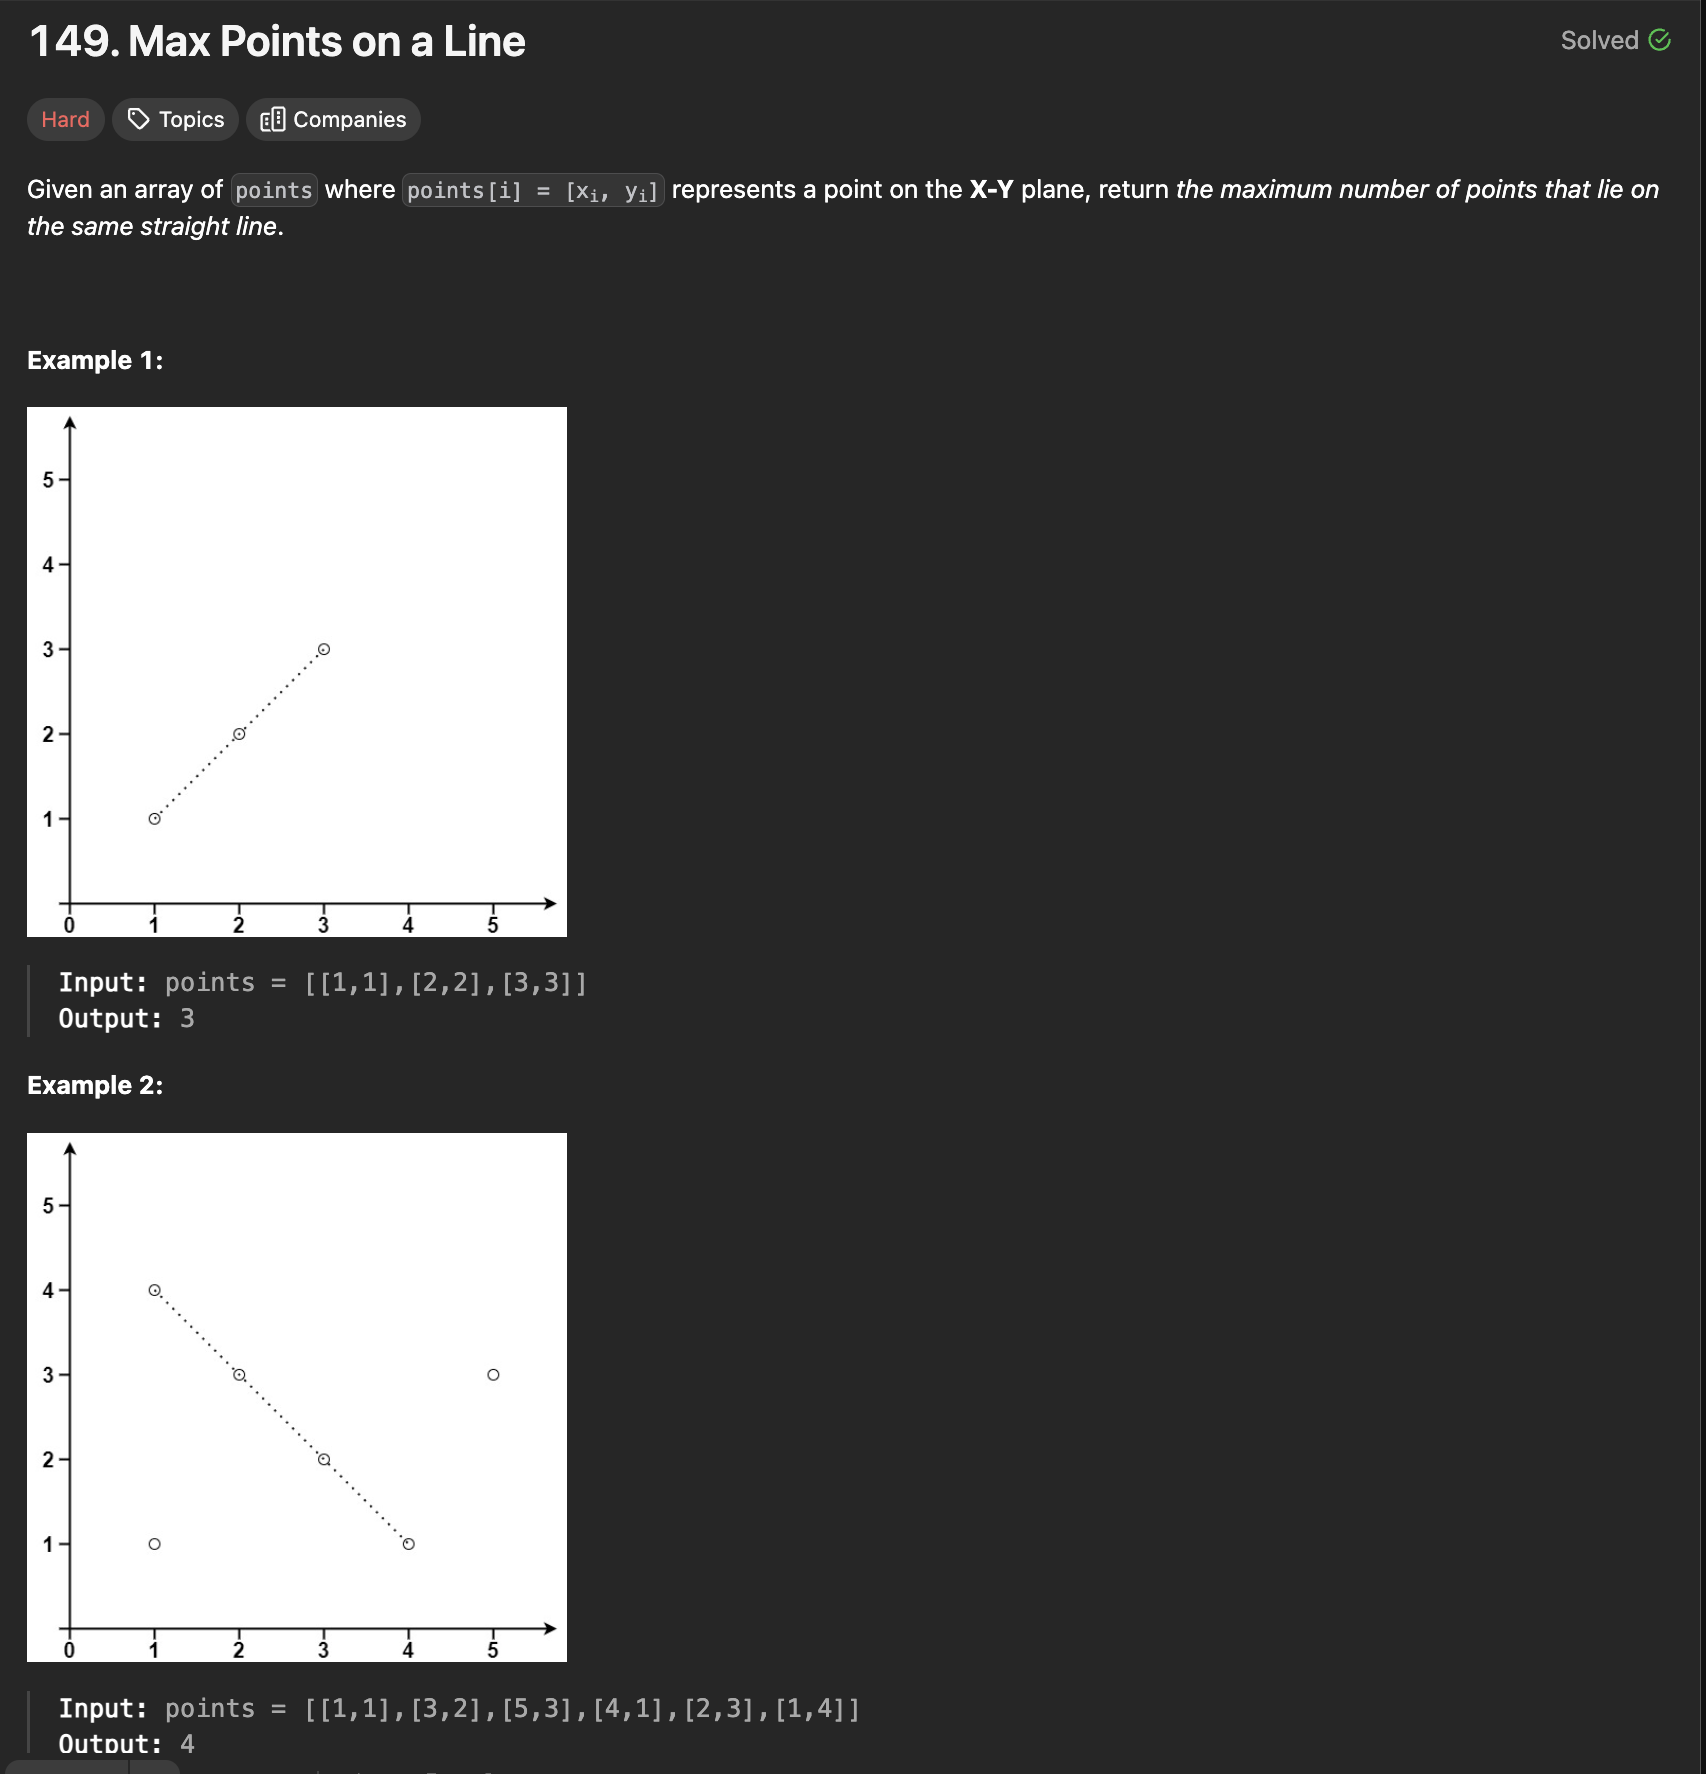 149. Max Points on a Line
Solved
Hard Topics Companies
Given an array of points where points[i] = [xi, yi] represents a point on the X-Y plane, return the maximum number of points that lie on
the same straight line.
Example 1:
5
4
3
2
1
0 1 2 3 4 5
Input: points = [[1,1],[2,2],[3,3]]
Output: 3
Example 2:
5
4
3
2
1
0 1 2 3 4 5
Input: points = [[1,1],[3,2],[5,3],[4,1],[2,3],[1,4]]
Output: 4